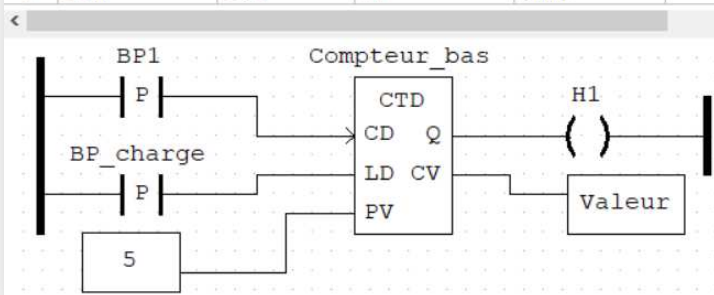 BP1 Compteur_bas
P CTD H1
CD Q
BP_charge
P LD CV
PV Valeur
5